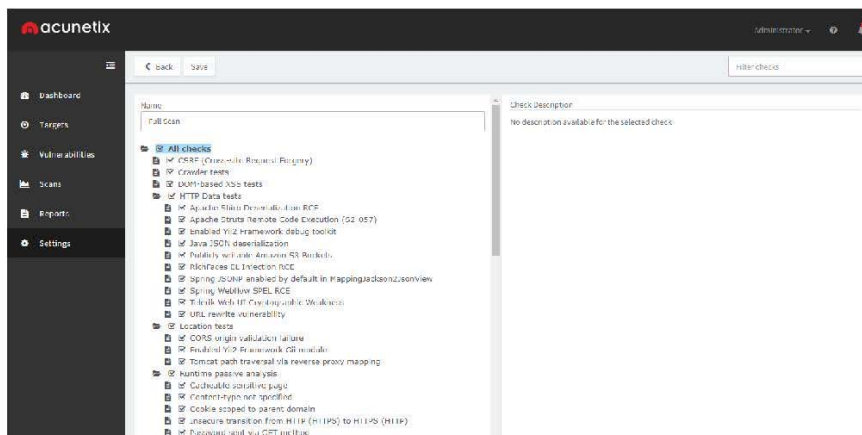 acunetix
Administrator
Dashboard
Targets
Vulnerabilities
Scans
Reports
Settings
Back
Save
Filter checks
Name
Full Scan
All checks
CSRF (Cross-site Request Forgery)
Crawler tests
DOM-based XSS tests
HTTP Data tests
Apache Shiro Deserialization RCE
Apache Struts Remote Code Execution (S2-057)
Enabled Yii2 Framework debug toolkit
Java JSON deserialization
Publicly writable Amazon S3 Buckets
RichFaces EL Injection RCE
Spring JSONP enabled by default in MappingJackson2JsonView
Spring Webflow SPEL RCE
Telerik Web UI Cryptographic Weakness
URL rewrite vulnerability
Location tests
CORS origin validation failure
Enabled Yii2 Framework Gii module
Tomcat path traversal via reverse proxy mapping
Runtime passive analysis
Cacheable sensitive page
Content-type not specified
Cookie scoped to parent domain
Insecure transition from HTTP (HTTPS) to HTTPS (HTTP)
Password sent via GET method
Check Description
No description available for the selected check